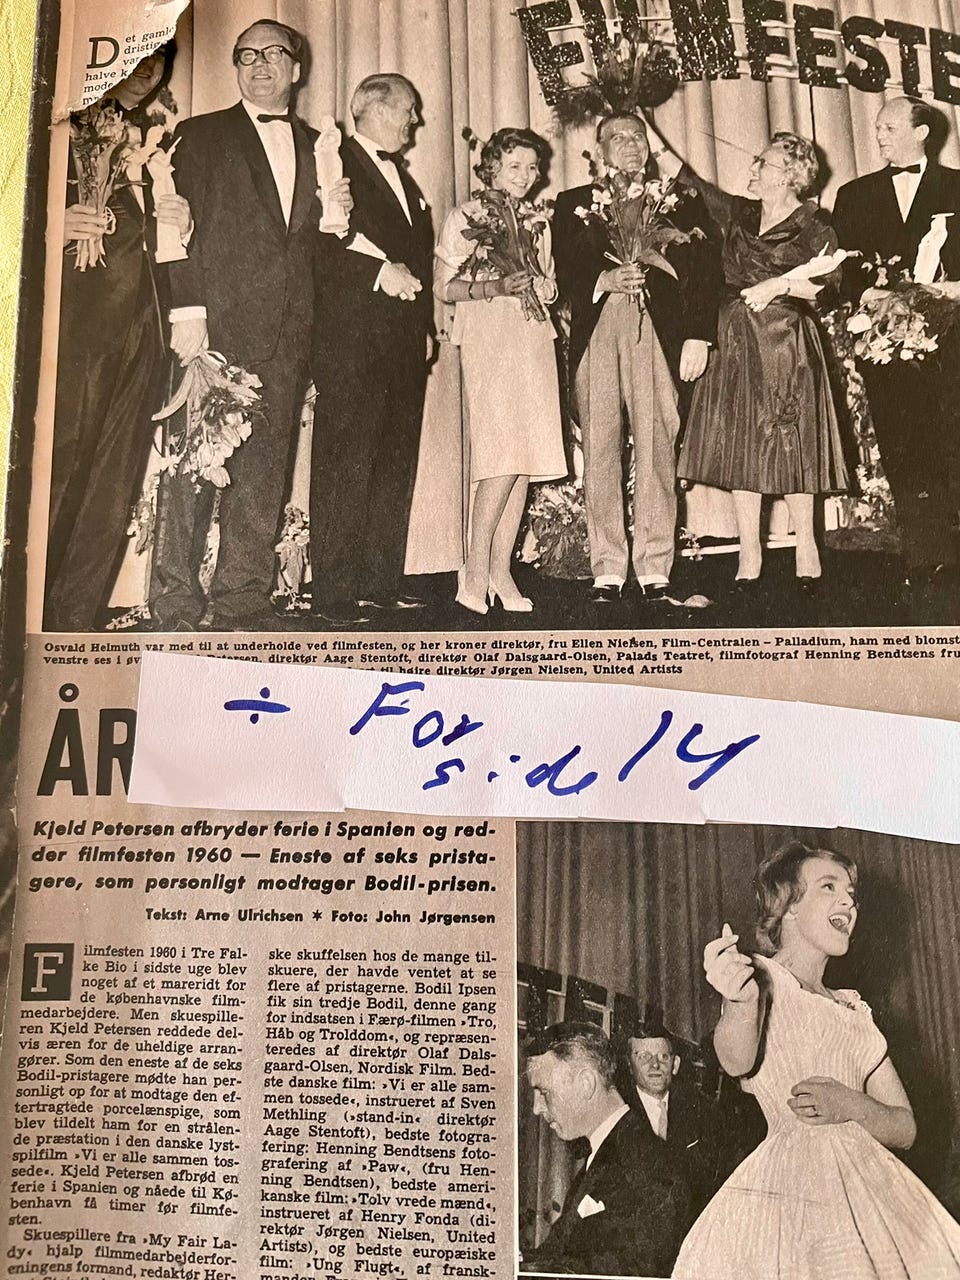 et gaml
dristig
var
halve k
mode
FILMFESTE
Osvald Helmuth var med til at underholde ved filmfesten, og her kroner direktør, fru Ellen Nielsen, Film-Centralen – Palladium, ham med blomst
venstre ses i øv Petersen, direktør Aage Stentoft, direktør Olaf Dalsgaard-Olsen, Palads Teatret, filmfotograf Henning Bendtsens fru
til højre direktør Jørgen Nielsen, United Artists
ÅR
÷ For
side 14
Kjeld Petersen afbryder ferie i Spanien og red-
der filmfesten 1960 — Eneste af seks prista-
gere, som personligt modtager Bodil-prisen.
Tekst: Arne Ulrichsen ✶ Foto: John Jørgensen
Filmfesten 1960 i Tre Fal-
ke Bio i sidste uge blev
noget af et mareridt for
de københavnske film-
medarbejdere. Men skuespille-
ren Kjeld Petersen reddede del-
vis æren for de uheldige arran-
gører. Som den eneste af de seks
Bodil-pristagere mødte han per-
sonligt op for at modtage den ef-
tertragtede porcelænspige, som
blev tildelt ham for en strålen-
de præstation i den danske lyst-
spilfilm »Vi er alle sammen tos-
sede«. Kjeld Petersen afbrød en
ferie i Spanien og nåede til Kø-
benhavn få timer før filmfe-
sten.
Skuespillere fra »My Fair La-
dy« hjalp filmmedarbejderfor-
eningens formand, redaktør Her-
ske skuffelsen hos de mange til-
skuere, der havde ventet at se
flere af pristagerne. Bodil Ipsen
fik sin tredje Bodil, denne gang
for indsatsen i Færø-filmen »Tro,
Håb og Trolddom«, og repræsen-
teredes af direktør Olaf Dals-
gaard-Olsen, Nordisk Film. Bed-
ste danske film: »Vi er alle sam-
men tossede«, instrueret af Sven
Methling (»stand-in« direktør
Aage Stentoft), bedste fotogra-
fering: Henning Bendtsens foto-
grafering af »Paw«, (fru Hen-
ning Bendtsen), bedste ameri-
kanske film: »Tolv vrede mænd«,
instrueret af Henry Fonda (di-
rektør Jørgen Nielsen, United
Artists), og bedste europæiske
film: »Ung Flugt«, af fransk-